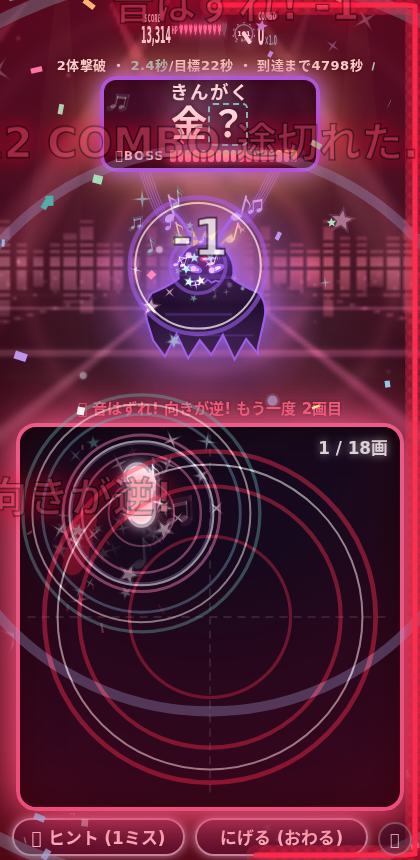 音はずれ! -1
SCORE
13,314
HP
COMBO
0
x1.0
2体撃破 ・ 2.4秒/目標22秒 ・ 到達まで4798秒 /
きんがく
金?
BOSS
2 COMBO 途切れた.
-1
音はずれ! 向きが逆! もう一度 2画目
1 / 18画
向きが逆!
ヒント (1ミス)
にげる (おわる)